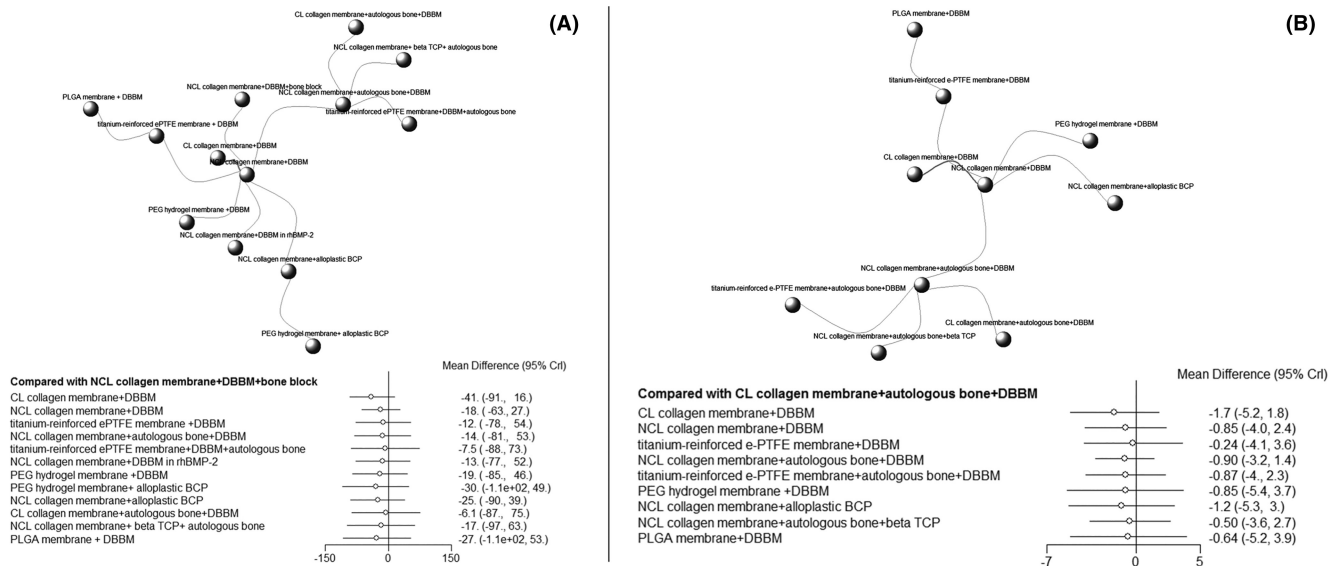 (A)
CL collagen membrane+autologous bone+DBBM
NCL collagen membrane+ beta TCP+ autologous bone
NCL collagen membrane+DBBM+bone block
NCL collagen membrane+autologous bone+DBBM
PLGA membrane + DBBM
titanium-reinforced ePTFE membrane+DBBM+autologous bone
titanium-reinforced ePTFE membrane + DBBM
CL collagen membrane+DBBM
NCL collagen membrane+DBBM
PEG hydrogel membrane +DBBM
NCL collagen membrane+DBBM in rhBMP-2
NCL collagen membrane+alloplastic BCP
PEG hydrogel membrane+ alloplastic BCP
Mean Difference (95% CrI)
Compared with NCL collagen membrane+DBBM+bone block
CL collagen membrane+DBBM -41. (-91., 16.)
NCL collagen membrane+DBBM -18. ( -63., 27.)
titanium-reinforced ePTFE membrane +DBBM -12. ( -78., 54.)
NCL collagen membrane+autologous bone+DBBM -14. ( -81., 53.)
titanium-reinforced ePTFE membrane+DBBM+autologous bone -7.5 ( -88., 73.)
NCL collagen membrane+DBBM in rhBMP-2 -13. ( -77., 52.)
PEG hydrogel membrane +DBBM -19. ( -85., 46.)
PEG hydrogel membrane+ alloplastic BCP -30. ( -1.1e+02, 49.)
NCL collagen membrane+alloplastic BCP -25. ( -90., 39.)
CL collagen membrane+autologous bone+DBBM -6.1 ( -87., 75.)
NCL collagen membrane+ beta TCP+ autologous bone -17. ( -97., 63.)
PLGA membrane + DBBM -27. ( -1.1e+02, 53.)
-150 0 150
(B)
PLGA membrane+DBBM
titanium-reinforced e-PTFE membrane+DBBM
PEG hydrogel membrane +DBBM
CL collagen membrane+DBBM
NCL collagen membrane+DBBM
NCL collagen membrane+alloplastic BCP
NCL collagen membrane+autologous bone+DBBM
titanium-reinforced e-PTFE membrane+autologous bone+DBBM
CL collagen membrane+autologous bone+DBBM
NCL collagen membrane+autologous bone+beta TCP
Mean Difference (95% CrI)
Compared with CL collagen membrane+autologous bone+DBBM
CL collagen membrane+DBBM -1.7 (-5.2, 1.8)
NCL collagen membrane+DBBM -0.85 (-4.0, 2.4)
titanium-reinforced e-PTFE membrane+DBBM -0.24 (-4.1, 3.6)
NCL collagen membrane+autologous bone+DBBM -0.90 (-3.2, 1.4)
titanium-reinforced e-PTFE membrane+autologous bone+DBBM -0.87 (-4., 2.3)
PEG hydrogel membrane +DBBM -0.85 (-5.4, 3.7)
NCL collagen membrane+alloplastic BCP -1.2 (-5.3, 3.)
NCL collagen membrane+autologous bone+beta TCP -0.50 (-3.6, 2.7)
PLGA membrane+DBBM -0.64 (-5.2, 3.9)
-7 0 5